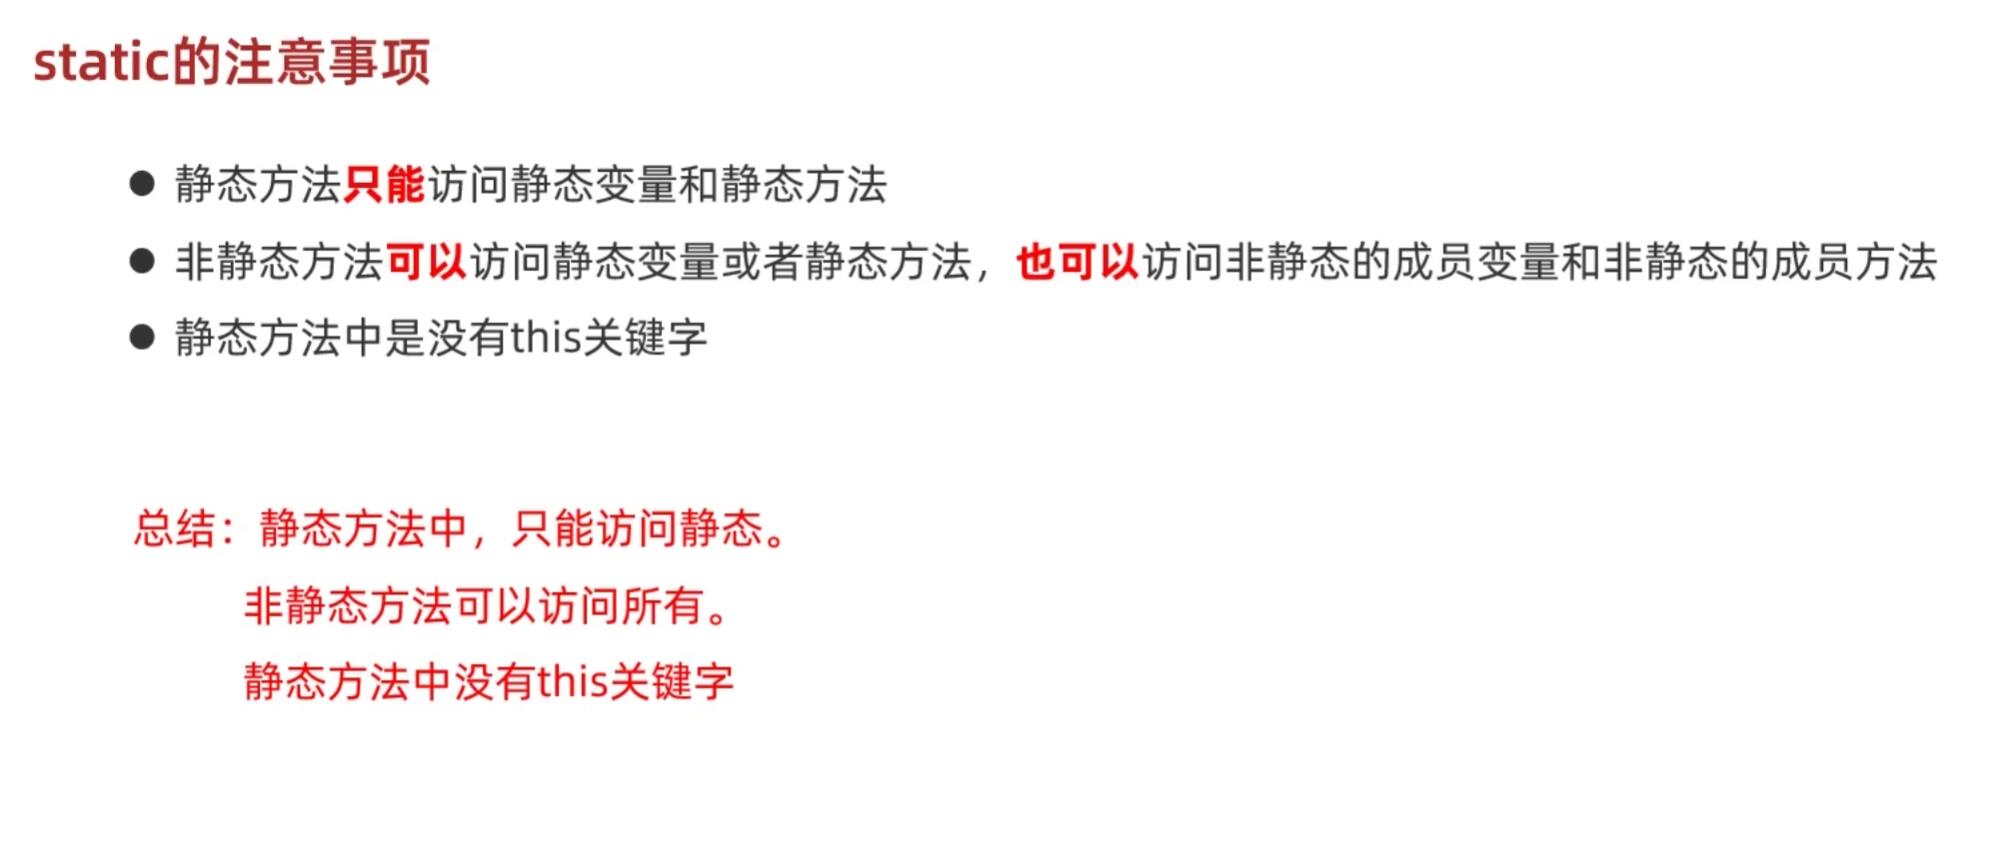 static的注意事项
● 静态方法只能访问静态变量和静态方法
● 非静态方法可以访问静态变量或者静态方法，也可以访问非静态的成员变量和非静态的成员方法
● 静态方法中是没有this关键字
总结：静态方法中，只能访问静态。
非静态方法可以访问所有。
静态方法中没有this关键字